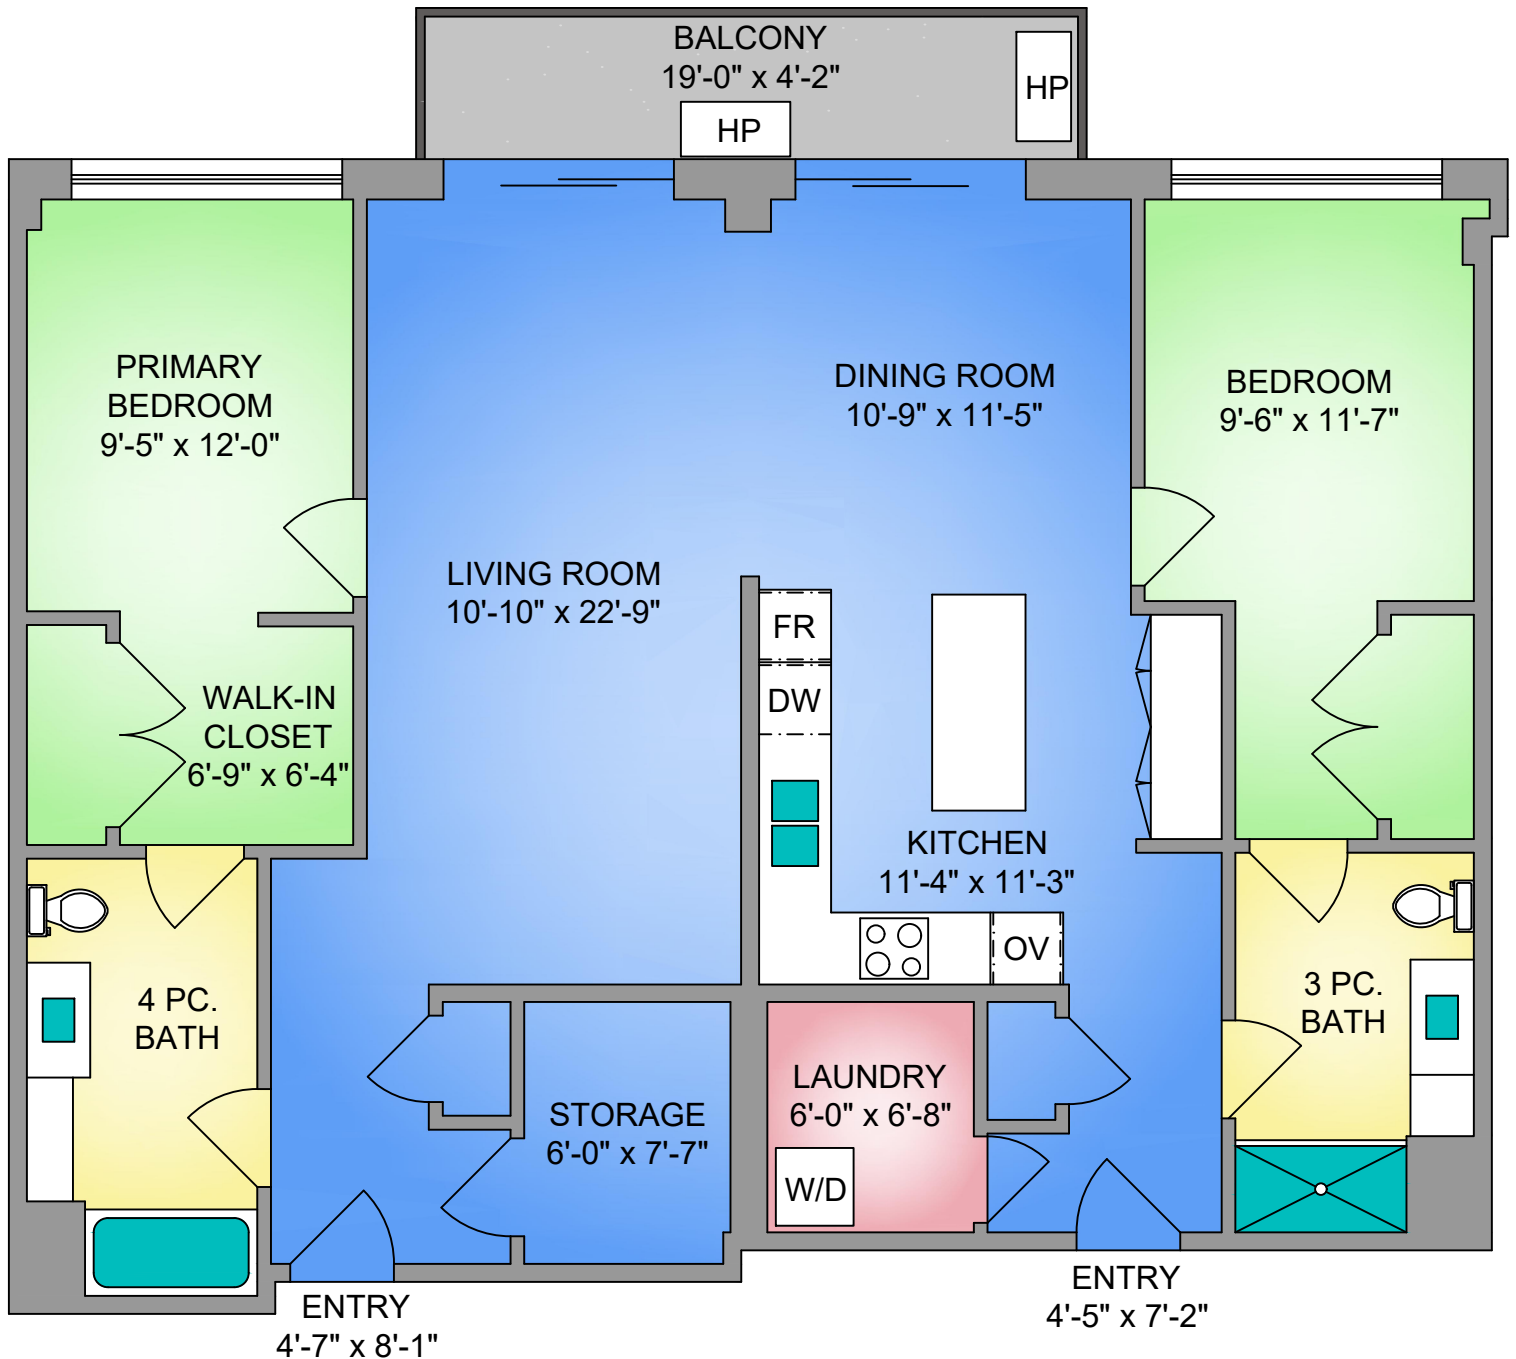 BALCONY
19'-0" x 4'-2"
HP
HP
PRIMARY
BEDROOM
9'-5" x 12'-0"
DINING ROOM
10'-9" x 11'-5"
BEDROOM
9'-6" x 11'-7"
LIVING ROOM
10'-10" x 22'-9"
FR
DW
WALK-IN
CLOSET
6'-9" x 6'-4"
KITCHEN
11'-4" x 11'-3"
OV
4 PC.
BATH
3 PC.
BATH
STORAGE
6'-0" x 7'-7"
LAUNDRY
6'-0" x 6'-8"
W/D
ENTRY
4'-7" x 8'-1"
ENTRY
4'-5" x 7'-2"